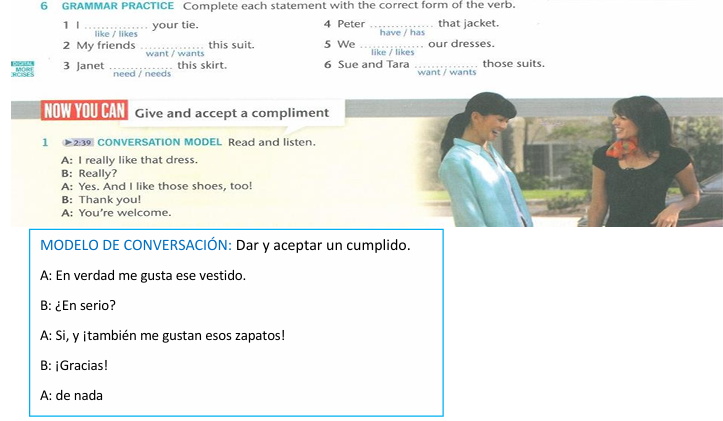 6 GRAMMAR PRACTICE Complete each statement with the correct form of the verb.
1 I .............. your tie.
like / likes
2 My friends .............. this suit.
want / wants
3 Janet .............. this skirt.
need / needs
4 Peter .............. that jacket.
have / has
5 We .............. our dresses.
like / likes
6 Sue and Tara .............. those suits.
want / wants
DIGITAL
MORE
EXERCISES
NOW YOU CAN Give and accept a compliment
1 2:39 CONVERSATION MODEL Read and listen.
A: I really like that dress.
B: Really?
A: Yes. And I like those shoes, too!
B: Thank you!
A: You're welcome.
MODELO DE CONVERSACIÓN: Dar y aceptar un cumplido.
A: En verdad me gusta ese vestido.
B: ¿En serio?
A: Si, y ¡también me gustan esos zapatos!
B: ¡Gracias!
A: de nada